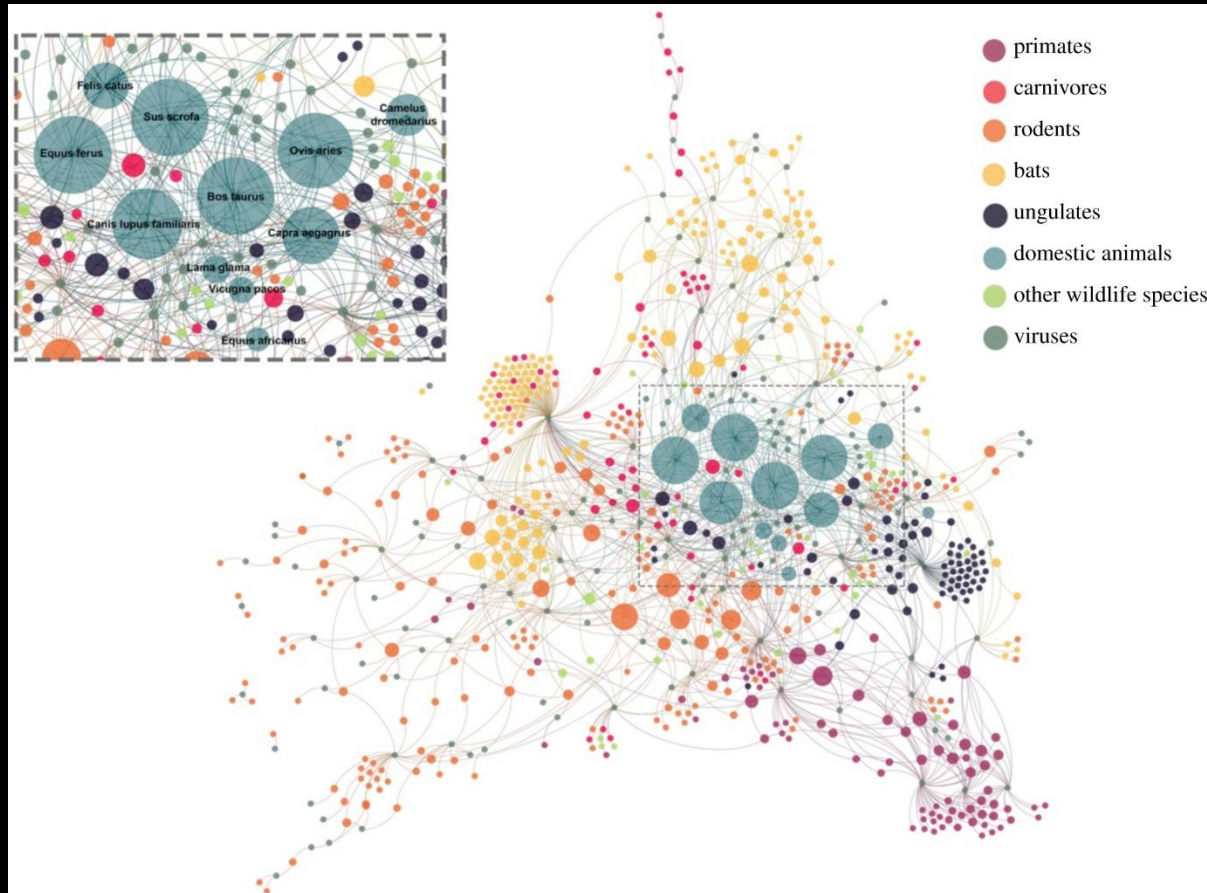 primates
carnivores
rodents
bats
ungulates
domestic animals
other wildlife species
viruses
Felis catus
Sus scrofa
Camelus
dromedarius
Equus ferus
Ovis aries
Bos taurus
Canis lupus familiaris
Capra aegagrus
Lama glama
Vicugna pacos
Equus africanus